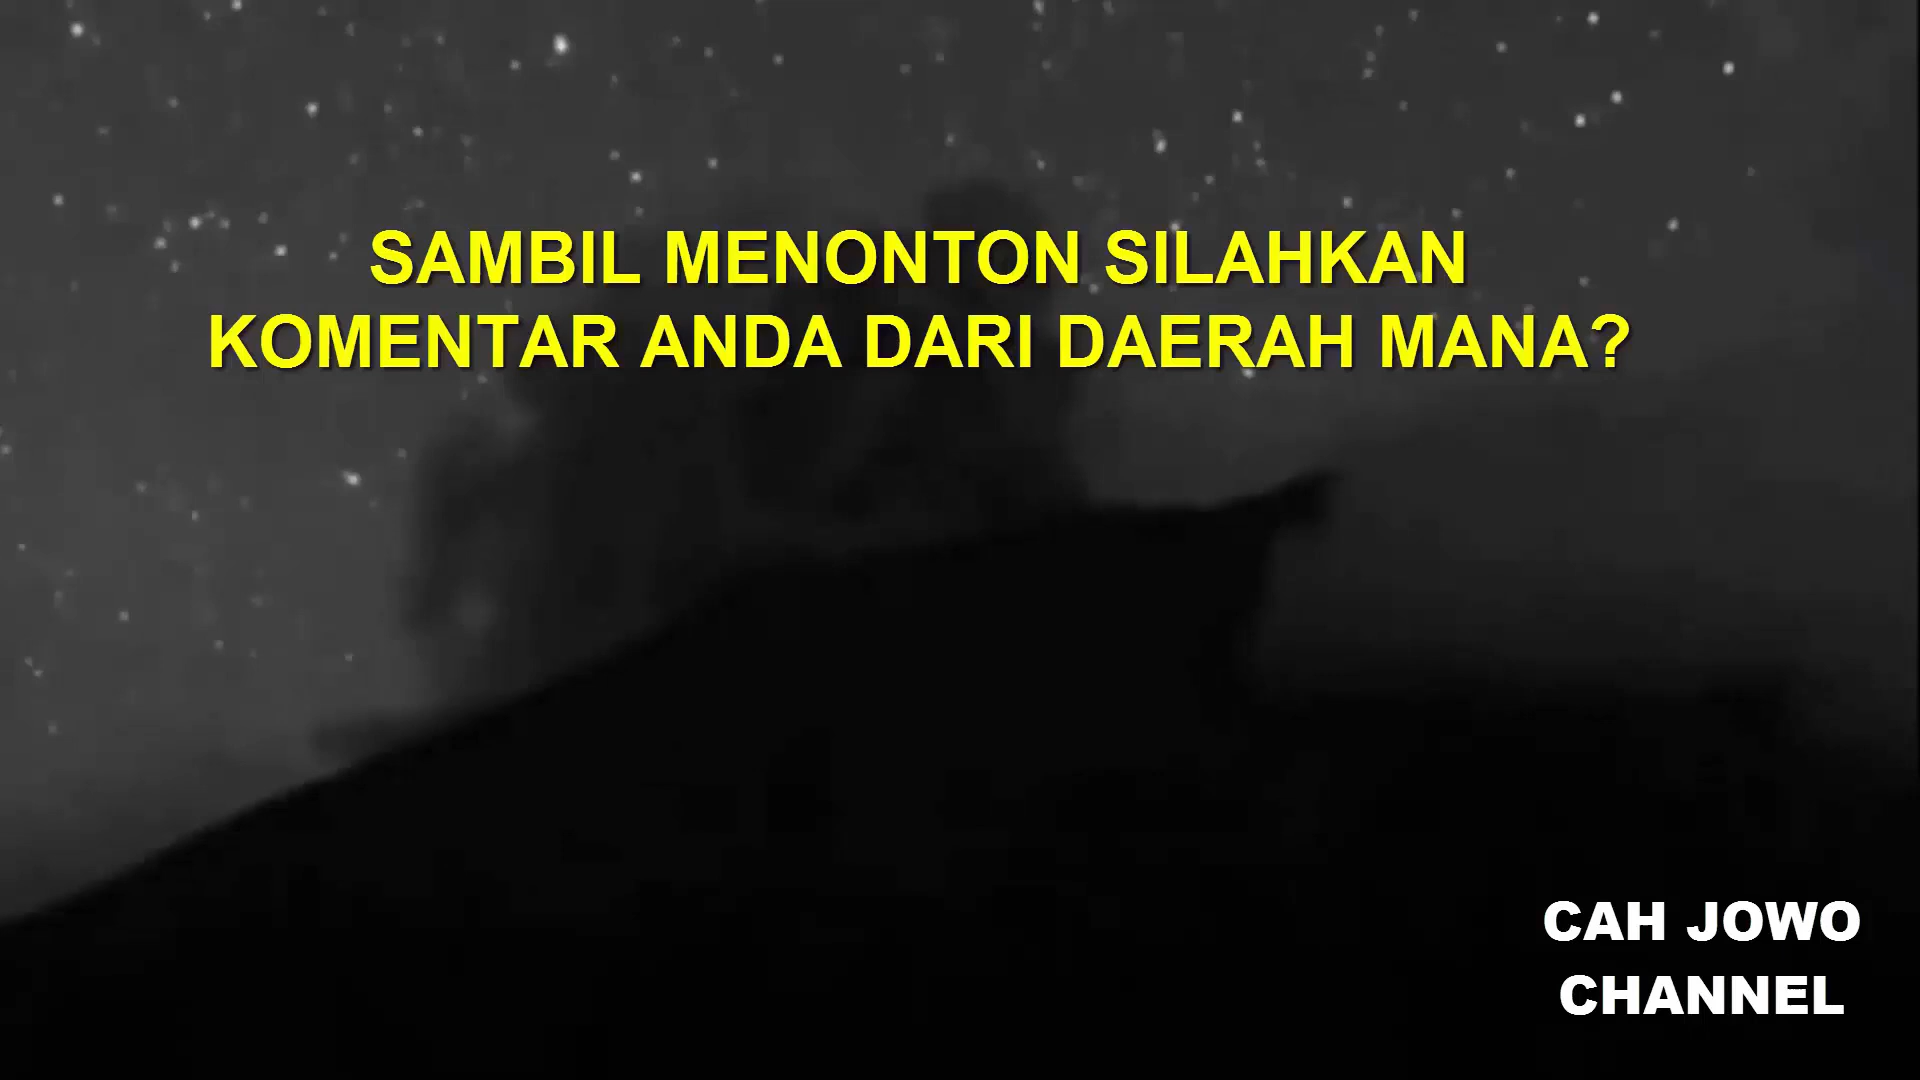 SAMBIL MENONTON SILAHKAN
KOMENTAR ANDA DARI DAERAH MANA?
CAH JOWO
CHANNEL